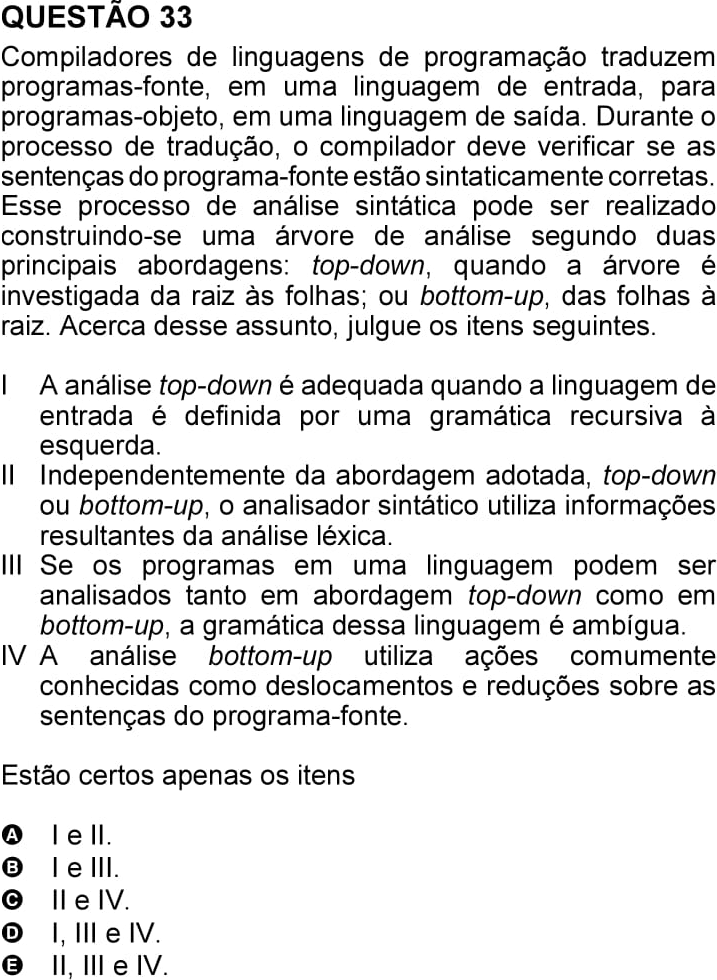 QUESTÃO 33
Compiladores de linguagens de programação traduzem
programas-fonte, em uma linguagem de entrada, para
programas-objeto, em uma linguagem de saída. Durante o
processo de tradução, o compilador deve verificar se as
sentenças do programa-fonte estão sintaticamente corretas.
Esse processo de análise sintática pode ser realizado
construindo-se uma árvore de análise segundo duas
principais abordagens: top-down, quando a árvore é
investigada da raiz às folhas; ou bottom-up, das folhas à
raiz. Acerca desse assunto, julgue os itens seguintes.
I A análise top-down é adequada quando a linguagem de
entrada é definida por uma gramática recursiva à
esquerda.
II Independentemente da abordagem adotada, top-down
ou bottom-up, o analisador sintático utiliza informações
resultantes da análise léxica.
III Se os programas em uma linguagem podem ser
analisados tanto em abordagem top-down como em
bottom-up, a gramática dessa linguagem é ambígua.
IV A análise bottom-up utiliza ações comumente
conhecidas como deslocamentos e reduções sobre as
sentenças do programa-fonte.
Estão certos apenas os itens
A I e II.
B I e III.
C II e IV.
D I, III e IV.
E II, III e IV.